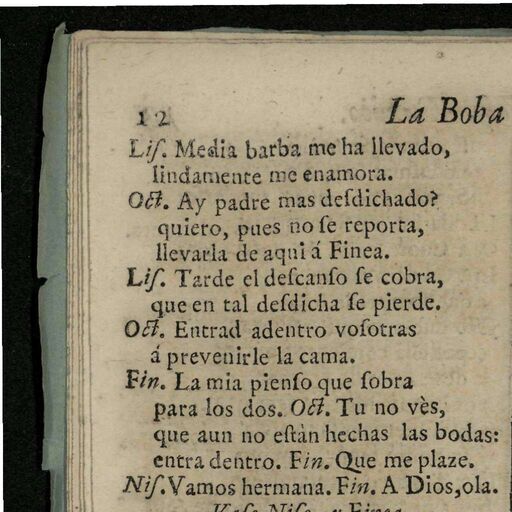 12 La Boba
Liſ. Media barba me ha llevado,
lindamente me enamora.
Oct. Ay padre mas deſdichado?
quiero, pues no ſe reporta,
llevarla de aqui á Finea.
Liſ. Tarde el deſcanſo ſe cobra,
que en tal deſdicha ſe pierde.
Oct. Entrad adentro voſotras
á prevenirle la cama.
Fin. La mia pienſo que ſobra
para los dos. Oct. Tu no vès,
que aun no eſtàn hechas las bodas:
entra dentro. Fin. Que me plaze.
Niſ. Vamos hermana. Fin. A Dios, ola.
y Finea